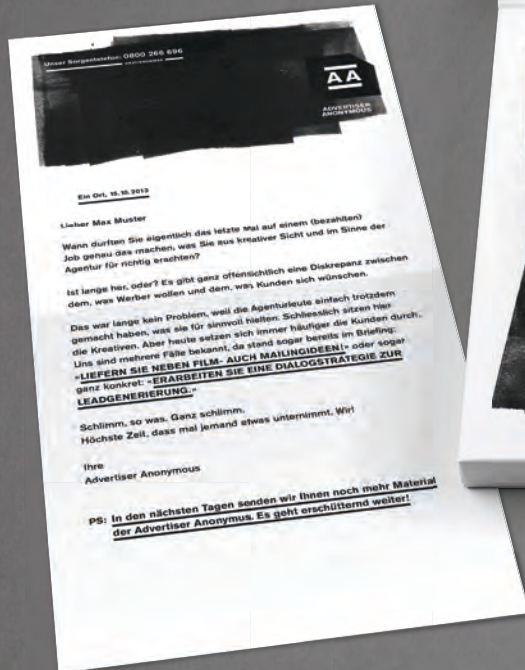 Unser Sorgentelefon: 0800 266 696
AA
ADVERTISER
ANONYMOUS
Ein Ort, 15.10.2013
Lieber Max Muster
Wann durften Sie eigentlich das letzte Mal auf einem (bezahlten)
Job genau das machen, was Sie aus kreativer Sicht und im Sinne der
Agentur für richtig erachten?
Ist lange her, oder? Es gibt ganz offensichtlich eine Diskrepanz zwischen
dem, was Werber wollen und dem, was Kunden sich wünschen.
Das war lange kein Problem, weil die Agenturleute einfach trotzdem
gemacht haben, was sie für sinnvoll hielten. Schliesslich sitzen hier
die Kreativen. Aber heute setzen sich immer häufiger die Kunden durch.
Uns sind mehrere Fälle bekannt, da stand sogar bereits im Briefing:
«LIEFERN SIE NEBEN FILM- AUCH MAILINGIDEEN!» oder sogar
ganz konkret: «ERARBEITEN SIE EINE DIALOGSTRATEGIE ZUR
LEADGENERIERUNG.»
Schlimm, so was. Ganz schlimm.
Höchste Zeit, dass mal jemand etwas unternimmt. Wir!
Ihre
Advertiser Anonymous
PS: In den nächsten Tagen senden wir Ihnen noch mehr Material
der Advertiser Anonymus. Es geht erschütternd weiter!